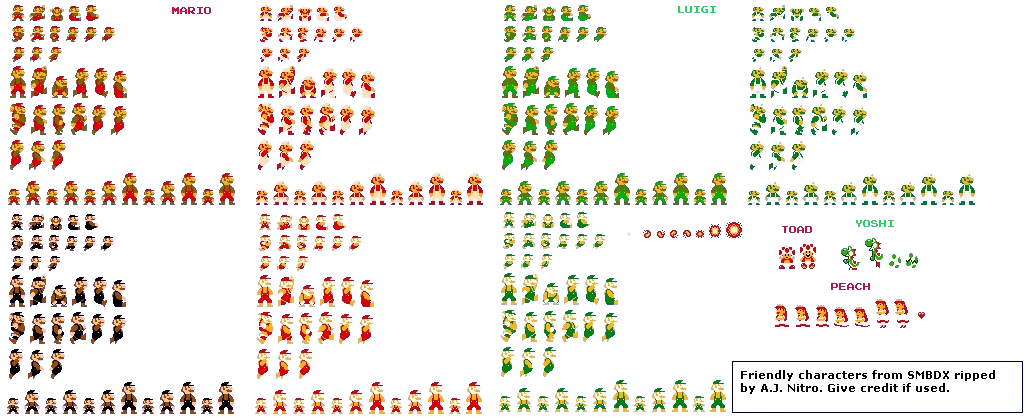 MARIO
LUIGI
TOAD
YOSHI
PEACH
Friendly characters from SMBDX ripped
by A.J. Nitro. Give credit if used.